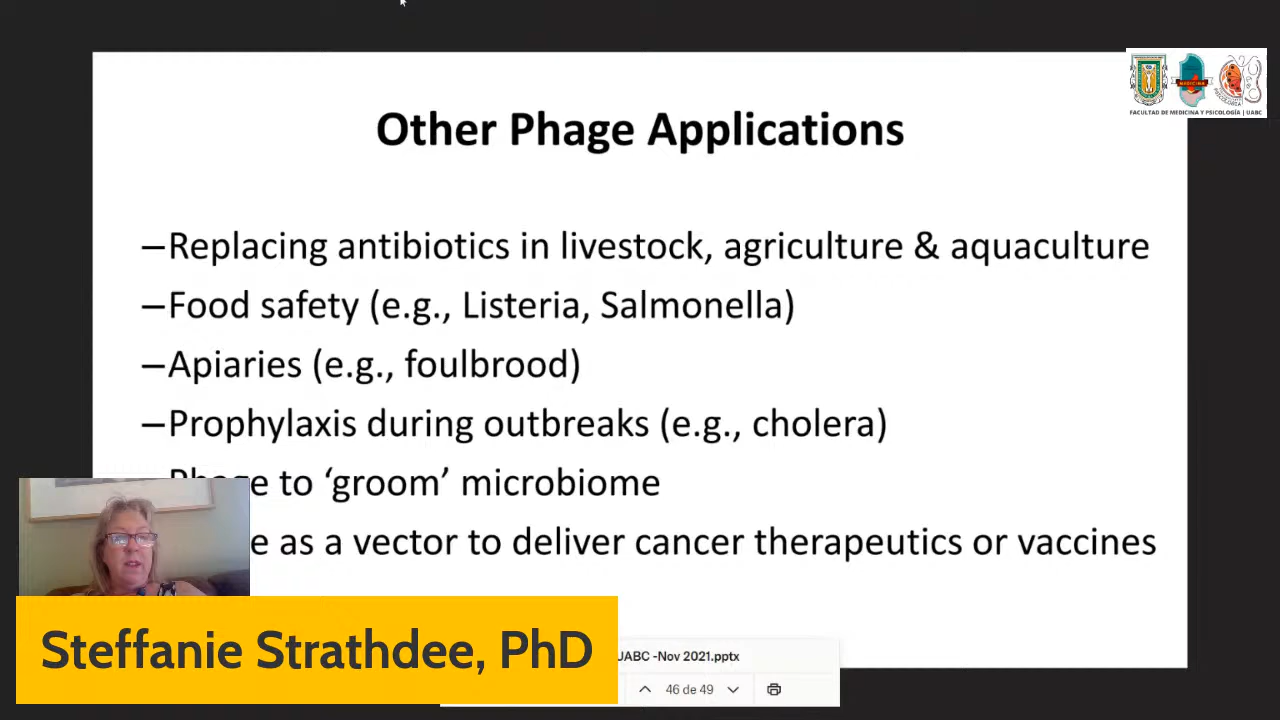 Other Phage Applications
FACULTAD DE MEDICINA Y PSICOLOGÍA | UABC
–Replacing antibiotics in livestock, agriculture & aquaculture
–Food safety (e.g., Listeria, Salmonella)
–Apiaries (e.g., foulbrood)
–Prophylaxis during outbreaks (e.g., cholera)
to ‘groom’ microbiome
as a vector to deliver cancer therapeutics or vaccines
Steffanie Strathdee, PhD
UABC -Nov 2021.pptx
46 de 49